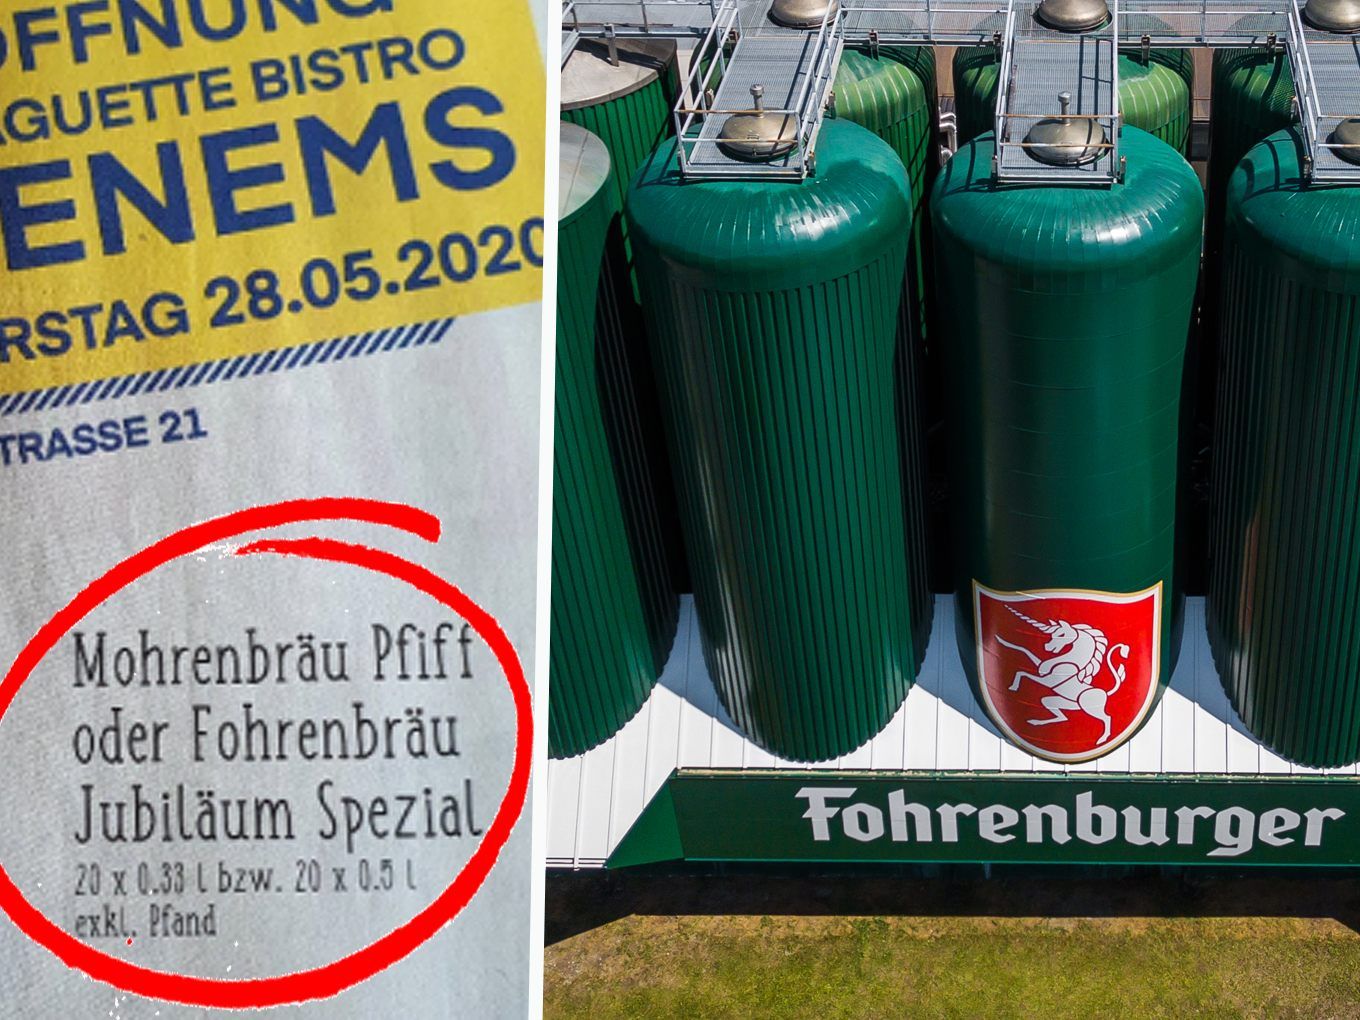 ÖFFNUNG
AGUETTE BISTRO
ENEMS
RSTAG 28.05.2020
TRASSE 21
Mohrenbräu Pfiff
oder Fohrenbräu
Jubiläum Spezial
20 x 0.33 l bzw. 20 x 0.5 l
exkl. Pfand
Fohrenburger